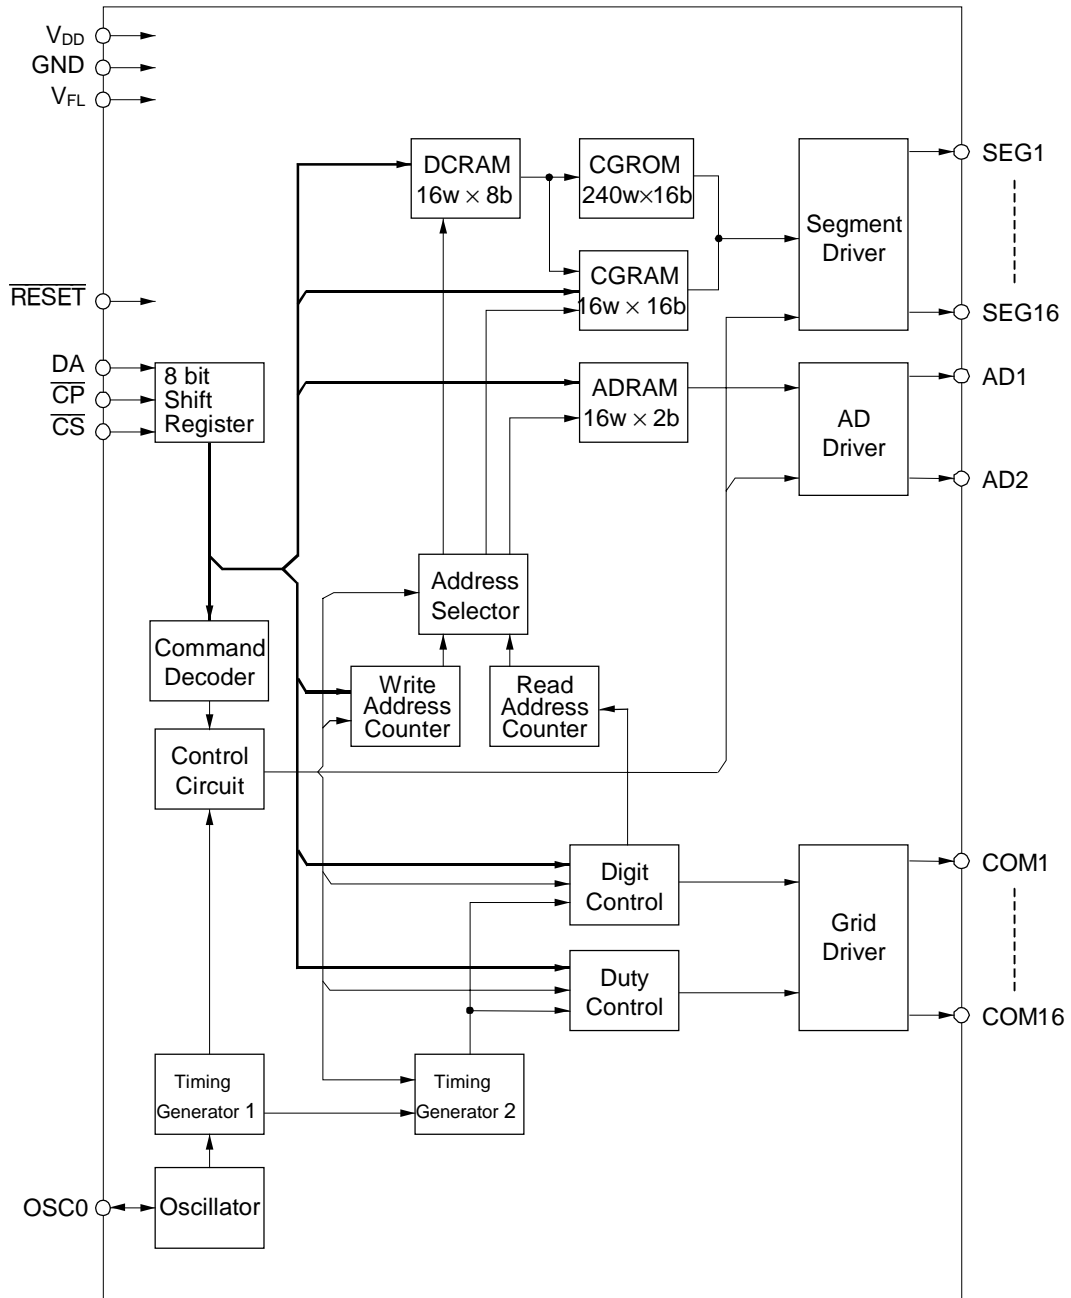 VDD
GND
VFL
RESET
DA
CP
CS
8 bit
Shift
Register
DCRAM
16w × 8b
CGROM
240w×16b
CGRAM
16w × 16b
ADRAM
16w × 2b
Segment
Driver
SEG1
SEG16
AD
Driver
AD1
AD2
Address
Selector
Command
Decoder
Write
Address
Counter
Read
Address
Counter
Control
Circuit
Digit
Control
Duty
Control
Grid
Driver
COM1
COM16
Timing
Generator 1
Timing
Generator 2
OSC0
Oscillator